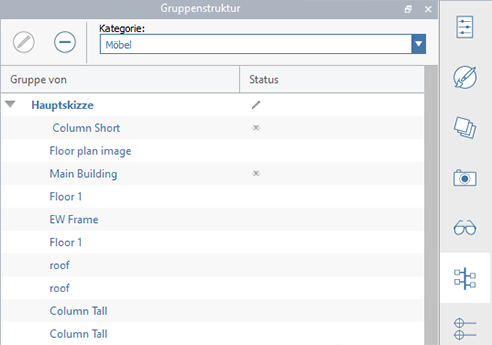 Gruppenstruktur
Kategorie:
Möbel
Gruppe von Status
Hauptskizze
Column Short
Floor plan image
Main Building
Floor 1
EW Frame
Floor 1
roof
roof
Column Tall
Column Tall